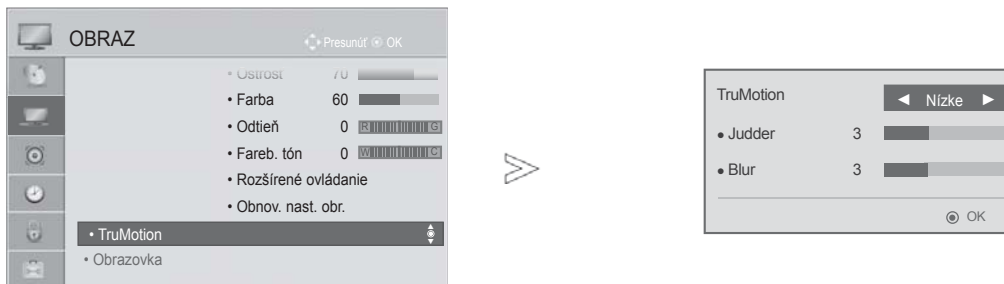 OBRAZ
Presunúť OK
• Ostrosť 70
• Farba 60
• Odtieň 0 R G
• Fareb. tón 0 W C
• Rozšírené ovládanie
• Obnov. nast. obr.
• TruMotion
• Obrazovka
TruMotion ◄ Nízke ►
• Judder 3
• Blur 3
OK